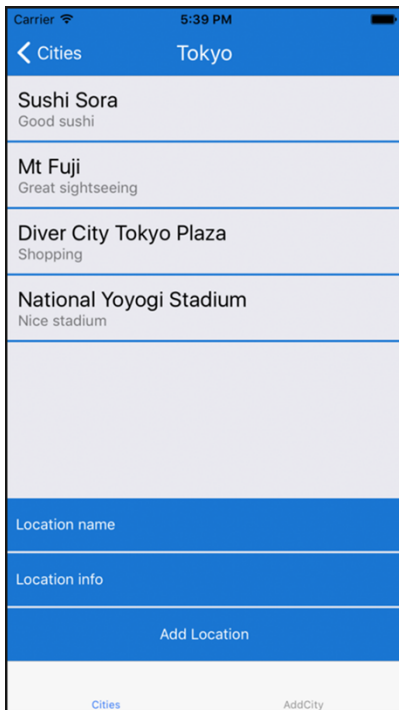 Carrier 5:39 PM
Cities Tokyo
Sushi Sora
Good sushi
Mt Fuji
Great sightseeing
Diver City Tokyo Plaza
Shopping
National Yoyogi Stadium
Nice stadium
Location name
Location info
Add Location
Cities AddCity